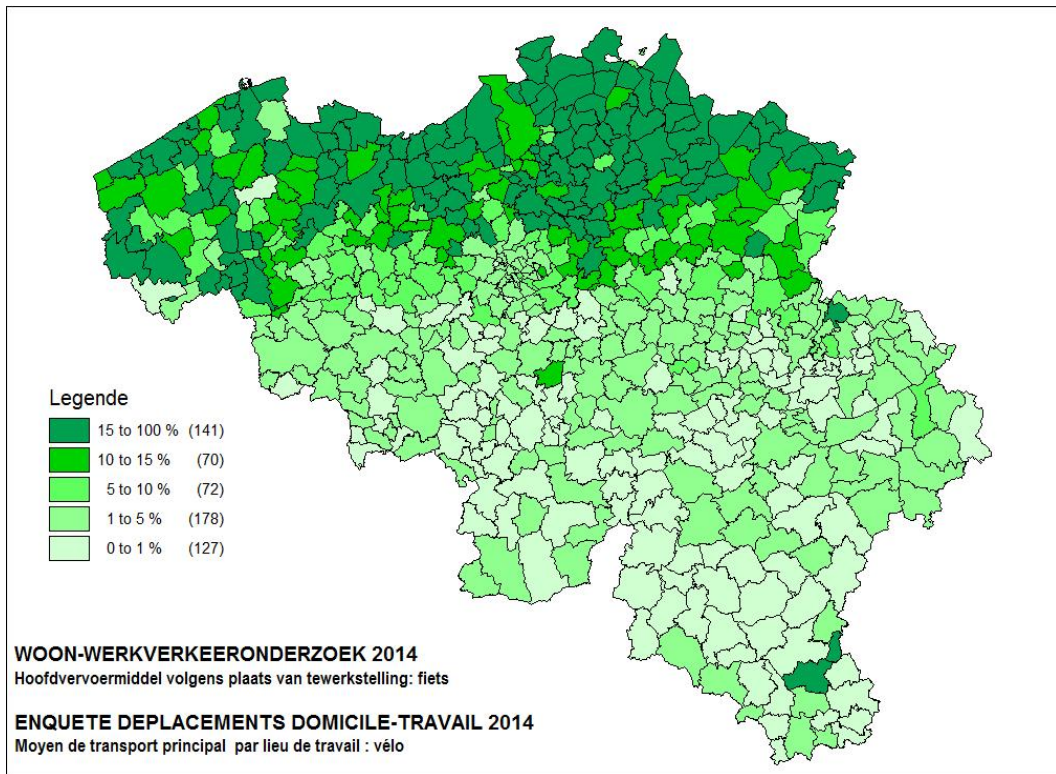 Legende
15 to 100 % (141)
10 to 15 % (70)
5 to 10 % (72)
1 to 5 % (178)
0 to 1 % (127)
WOON-WERKVERKEERONDERZOEK 2014
Hoofdvervoermiddel volgens plaats van tewerkstelling: fiets
ENQUETE DEPLACEMENTS DOMICILE-TRAVAIL 2014
Moyen de transport principal par lieu de travail : vélo